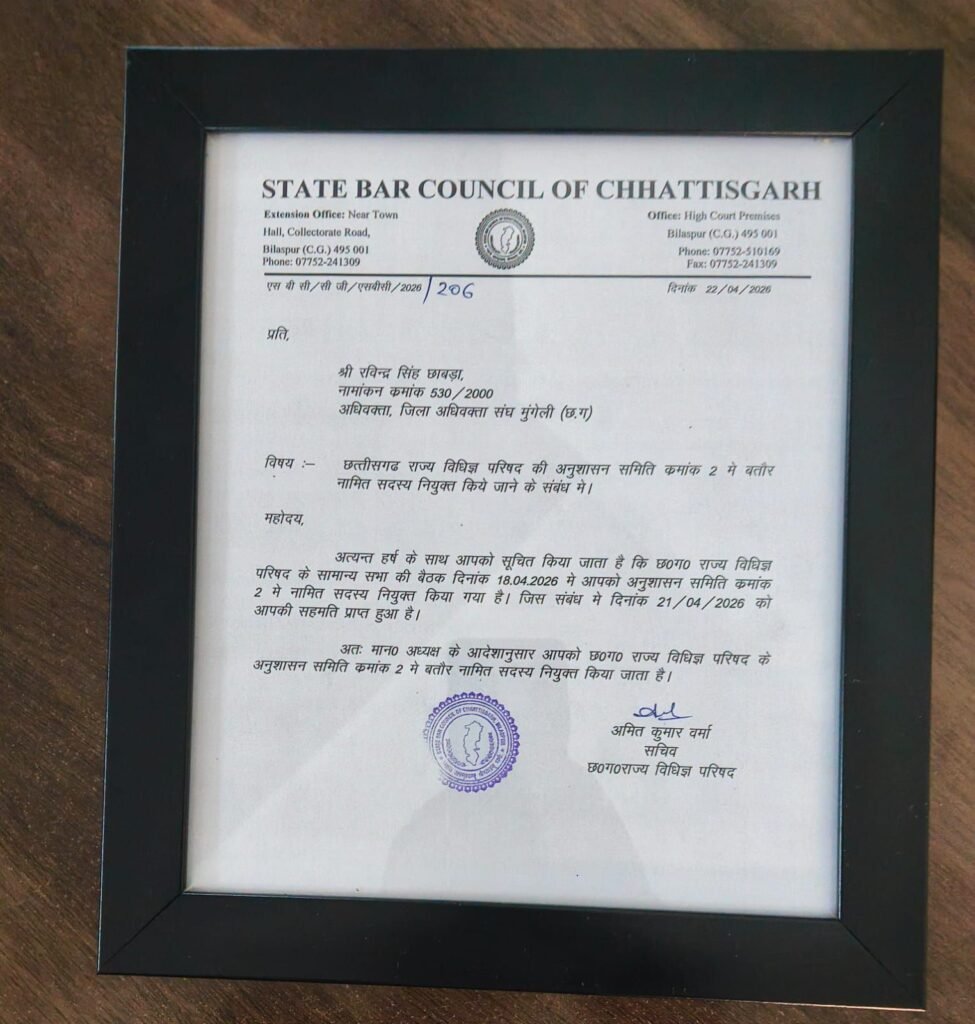 STATE BAR COUNCIL OF CHHATTISGARH
Extension Office: Near Town
Hall, Collectorate Road,
Bilaspur (C.G.) 495 001
Phone: 07752-241309
Office: High Court Premises
Bilaspur (C.G.) 495 001
Phone: 07752-510169
Fax: 07752-241309
एस बी सी/सी जी/एसबीसी/2026/206
दिनांक 22/04/2026
प्रति,
श्री रविन्द्र सिंह छाबड़ा,
नामांकन कमांक 530/2000
अधिवक्ता, जिला अधिवक्ता संघ मुंगेली (छ.ग)
विषय :– छत्तीसगढ राज्य विधिज्ञ परिषद की अनुशासन समिति कमांक 2 मे बतौर
नामित सदस्य नियुक्त किये जाने के संबंध मे।
महोदय,
अत्यन्त हर्ष के साथ आपको सूचित किया जाता है कि छ0ग0 राज्य विधिज्ञ
परिषद के सामान्य सभा की बैठक दिनांक 18.04.2026 मे आपको अनुशासन समिति कमांक
2 मे नामित सदस्य नियुक्त किया गया है। जिस संबंध मे दिनांक 21/04/2026 को
आपकी सहमति प्राप्त हुआ है।
अतः मान0 अध्यक्ष के आदेशानुसार आपको छ0ग0 राज्य विधिज्ञ परिषद के
अनुशासन समिति कमांक 2 मे बतौर नामित सदस्य नियुक्त किया जाता है।
अमित कुमार वर्मा
सचिव
छ0ग0राज्य विधिज्ञ परिषद